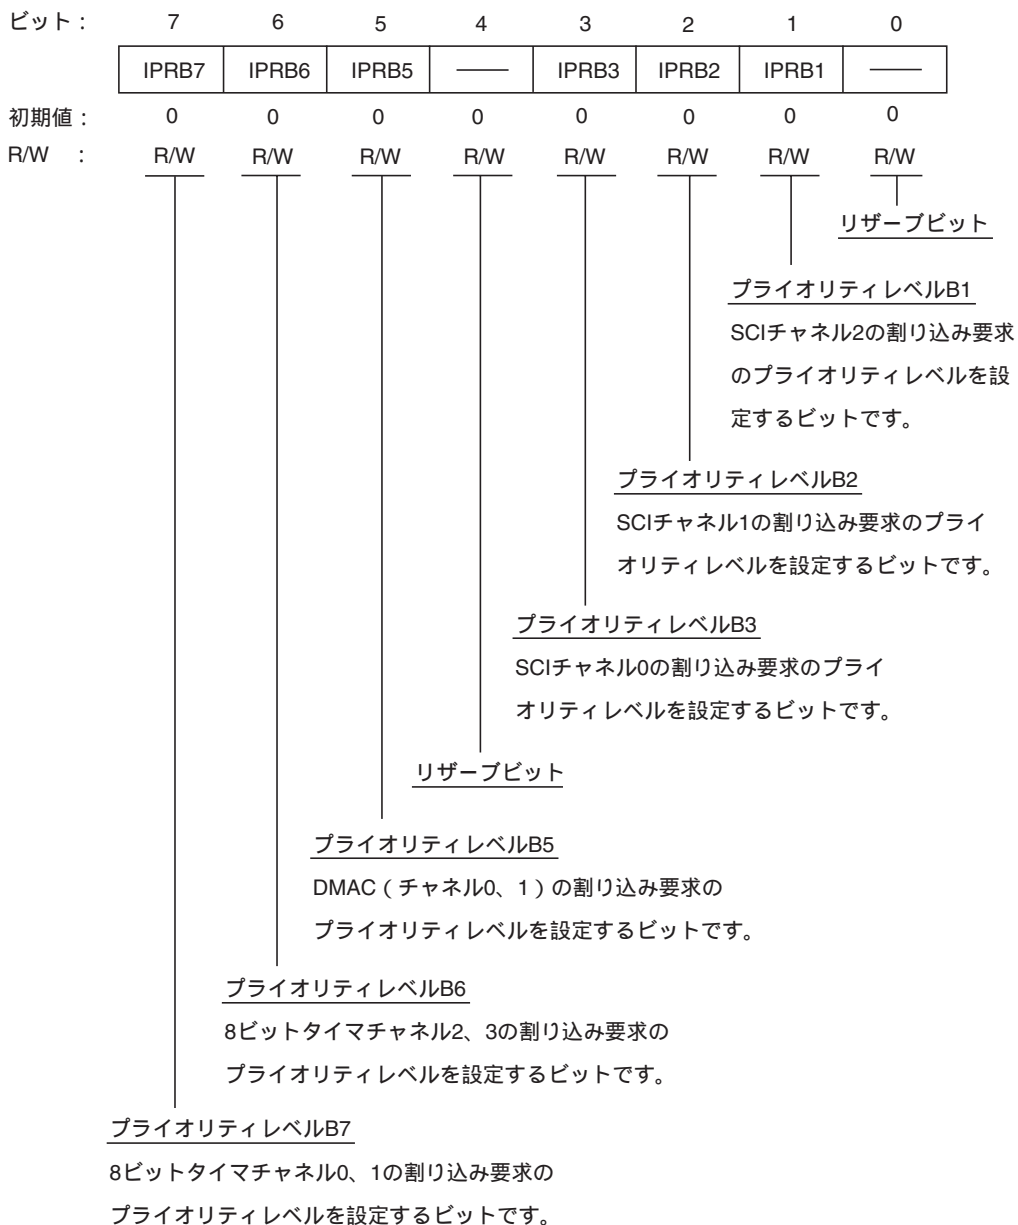 ビット： 7 6 5 4 3 2 1 0
IPRB7 IPRB6 IPRB5 —— IPRB3 IPRB2 IPRB1 ——
初期値： 0 0 0 0 0 0 0 0
R/W ： R/W R/W R/W R/W R/W R/W R/W R/W
リザーブビット
プライオリティレベルB1
SCIチャネル2の割り込み要求
のプライオリティレベルを設
定するビットです。
プライオリティレベルB2
SCIチャネル1の割り込み要求のプライ
オリティレベルを設定するビットです。
プライオリティレベルB3
SCIチャネル0の割り込み要求のプライ
オリティレベルを設定するビットです。
リザーブビット
プライオリティレベルB5
DMAC（チャネル0、1）の割り込み要求の
プライオリティレベルを設定するビットです。
プライオリティレベルB6
8ビットタイマチャネル2、3の割り込み要求の
プライオリティレベルを設定するビットです。
プライオリティレベルB7
8ビットタイマチャネル0、1の割り込み要求の
プライオリティレベルを設定するビットです。